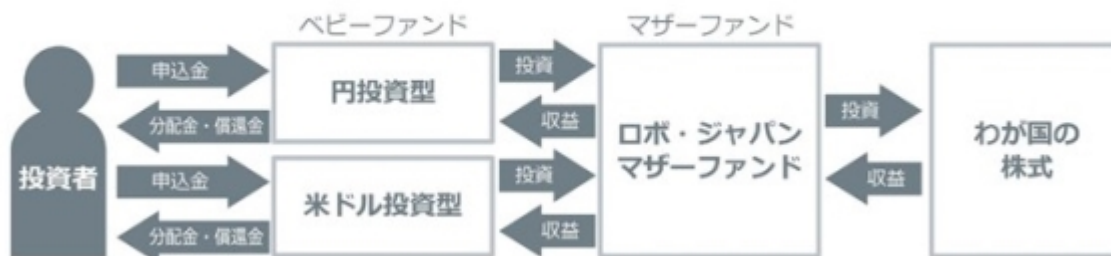 ベビーファンド
マザーファンド
投資者
申込金
分配金・償還金
申込金
分配金・償還金
円投資型
米ドル投資型
投資
収益
投資
収益
ロボ・ジャパン
マザーファンド
投資
収益
わが国の
株式